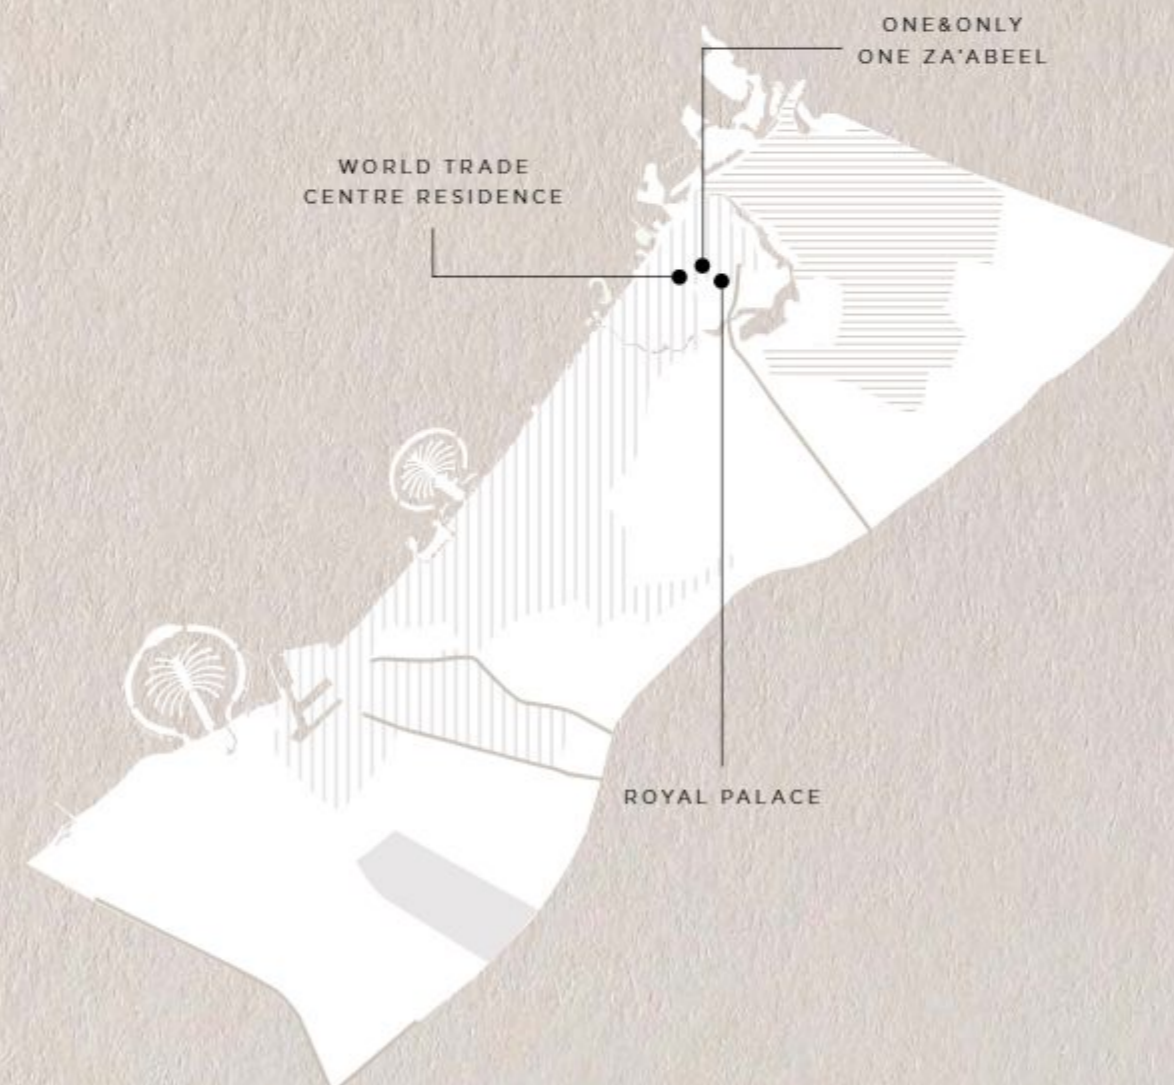 ONE&ONLY
ONE ZA'ABEEL
WORLD TRADE
CENTRE RESIDENCE
ROYAL PALACE